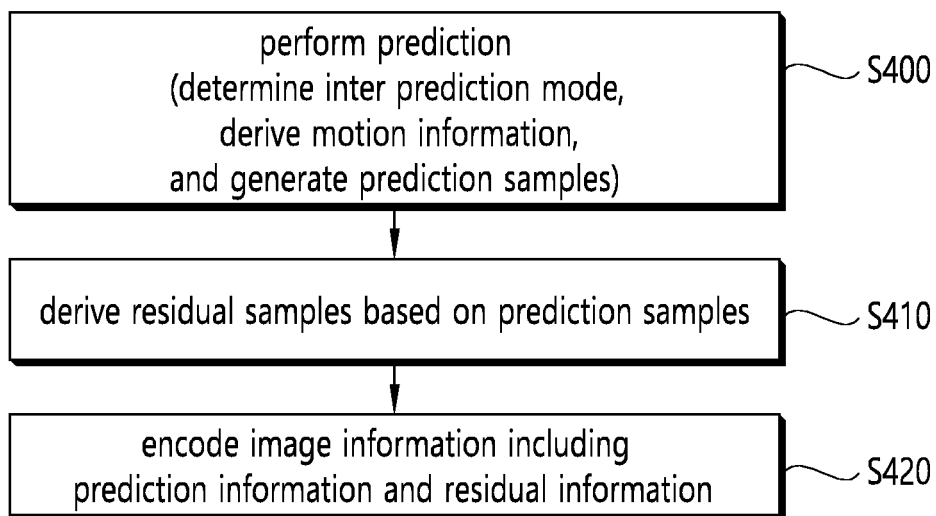 perform prediction
(determine inter prediction mode,
derive motion information,
and generate prediction samples)
S400
derive residual samples based on prediction samples
S410
encode image information including
prediction information and residual information
S420